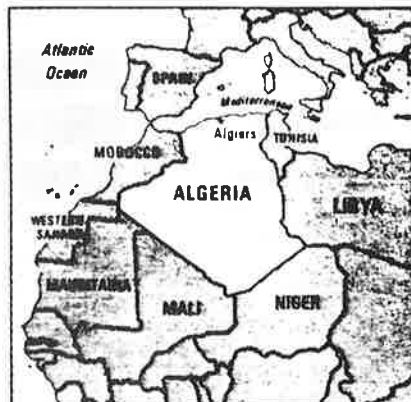 Atlantic
Ocean
SPAIN
Mediterranean
Algiers
TUNISIA
MOROCCO
ALGERIA
LIBYA
WESTERN
SAHARA
MAURITANIA
MALI
NIGER